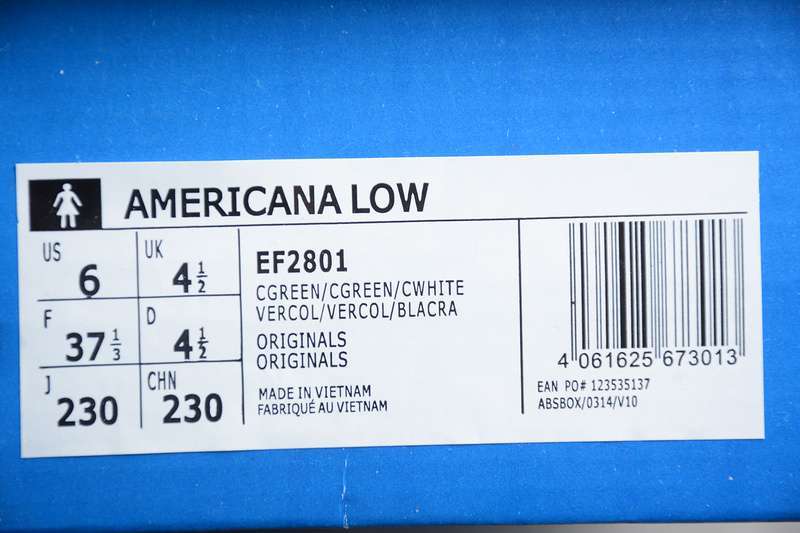 AMERICANA LOW
US 6
UK 4 1/2
F 37 1/3
D 4 1/2
J 230
CHN 230
EF2801
CGREEN/CGREEN/CWHITE
VERCOL/VERCOL/BLACRA
ORIGINALS
ORIGINALS
MADE IN VIETNAM
FABRIQUÉ AU VIETNAM
4 061625 673013
EAN PO# 123535137
ABSBOX/0314/V10